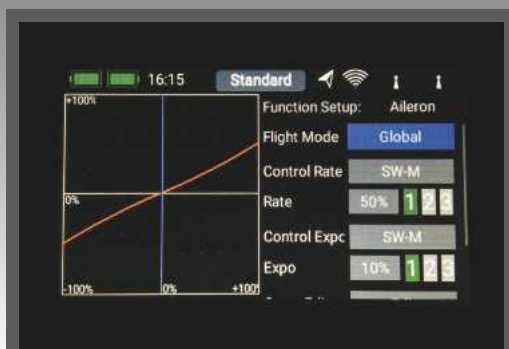 16:15 Standard
+100%
0%
-100% 0% +100
Function Setup: Aileron
Flight Mode Global
Control Rate SW-M
Rate 50% 1 2 3
Control Expc SW-M
Expo 10% 1 2 3